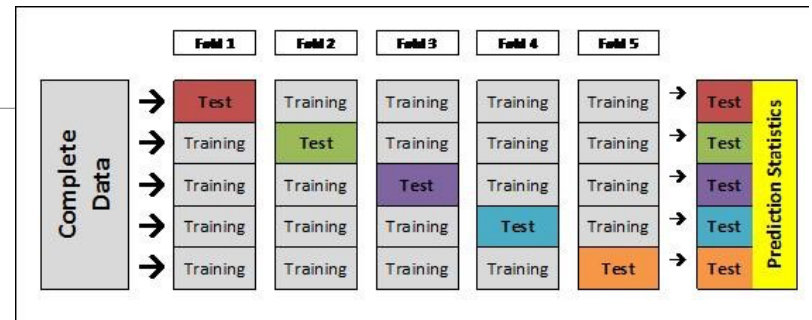 Fold 1 Fold 2 Fold 3 Fold 4 Fold 5
Complete Data
Test Training Training Training Training Test
Training Test Training Training Training Test
Training Training Test Training Training Test
Training Training Training Test Training Test
Training Training Training Training Test Test
Prediction Statistics